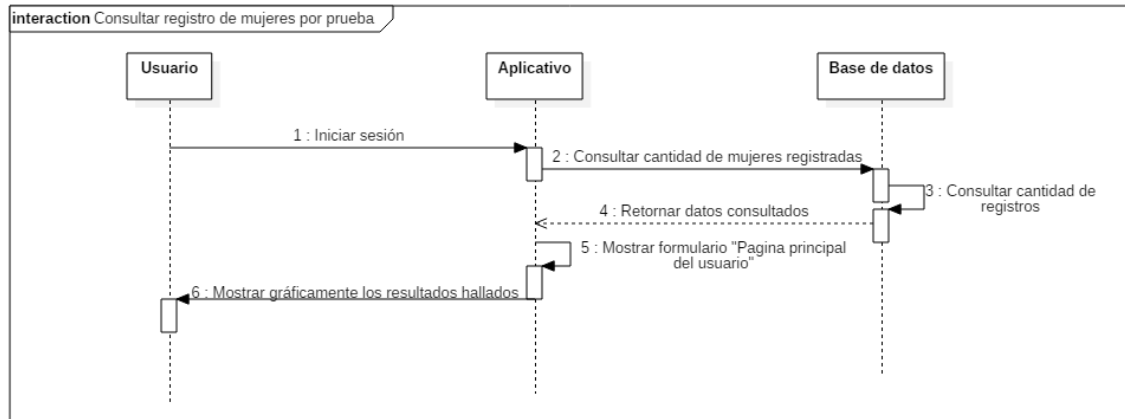 interaction Consultar registro de mujeres por prueba
Usuario
Aplicativo
Base de datos
1 : Iniciar sesión
2 : Consultar cantidad de mujeres registradas
3 : Consultar cantidad de
registros
4 : Retornar datos consultados
5 : Mostrar formulario "Pagina principal
del usuario"
6 : Mostrar gráficamente los resultados hallados